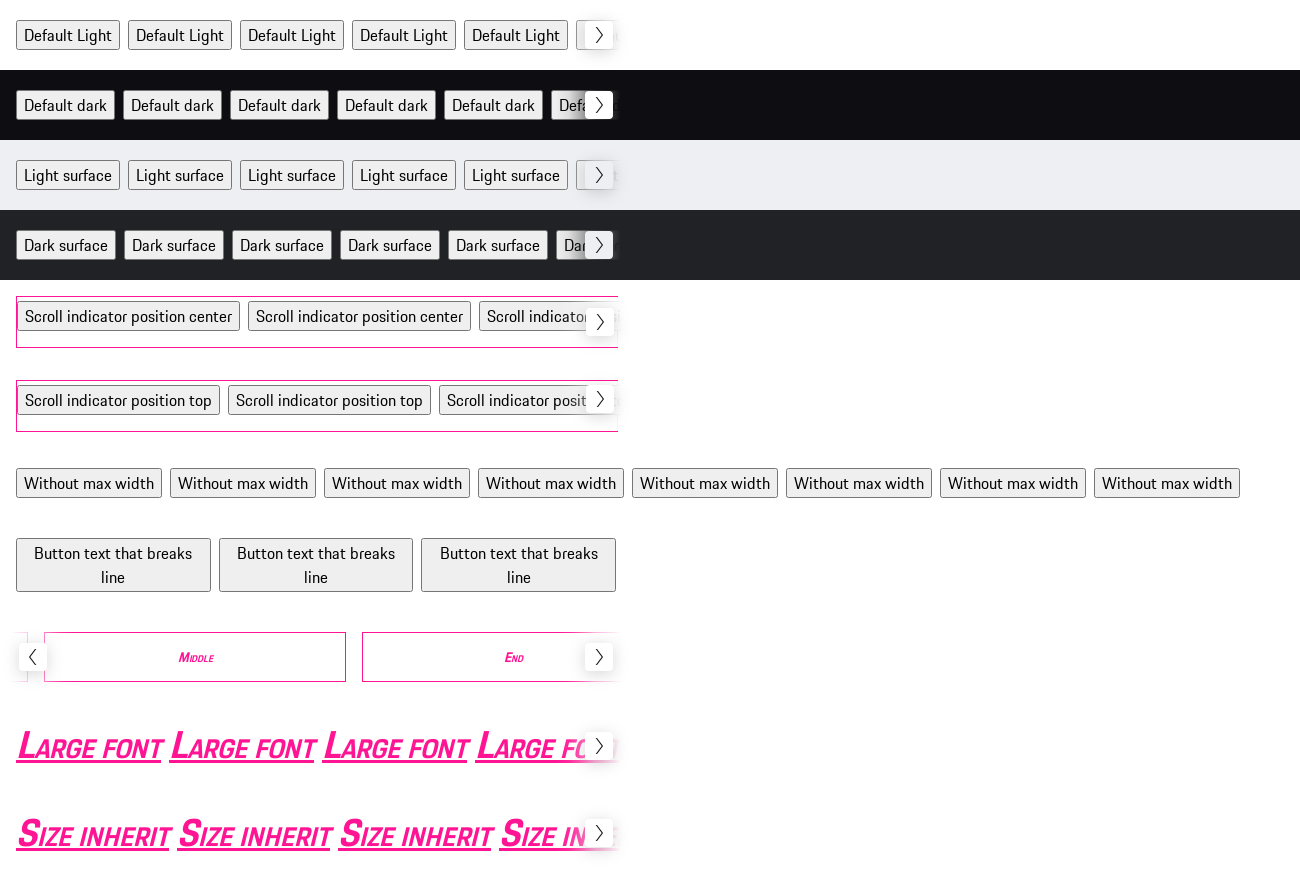 Default Light Default Light Default Light Default Light Default Light
Default dark Default dark Default dark Default dark Default dark
Light surface Light surface Light surface Light surface Light surface
Dark surface Dark surface Dark surface Dark surface Dark surface
Scroll indicator position center Scroll indicator position center Scroll indicator
Scroll indicator position top Scroll indicator position top Scroll indicator
Without max width Without max width Without max width Without max width Without max width Without max width Without max width Without max width
Button text that breaks Button text that breaks Button text that breaks
line line line
Middle End
Large font Large font Large font Large
Size inherit Size inherit Size inherit Size